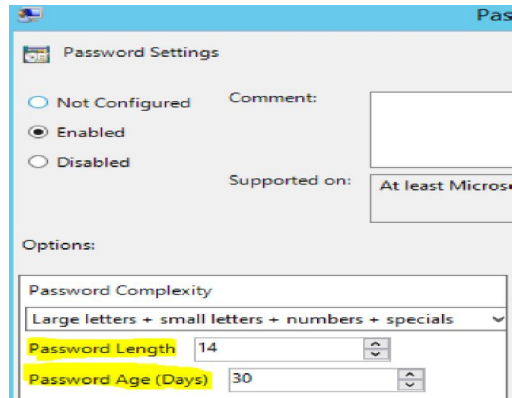 Pas
Password Settings
Not Configured
Comment:
Enabled
Disabled
Supported on:
At least Micros
Options:
Password Complexity
Large letters + small letters + numbers + specials
Password Length 14
Password Age (Days) 30